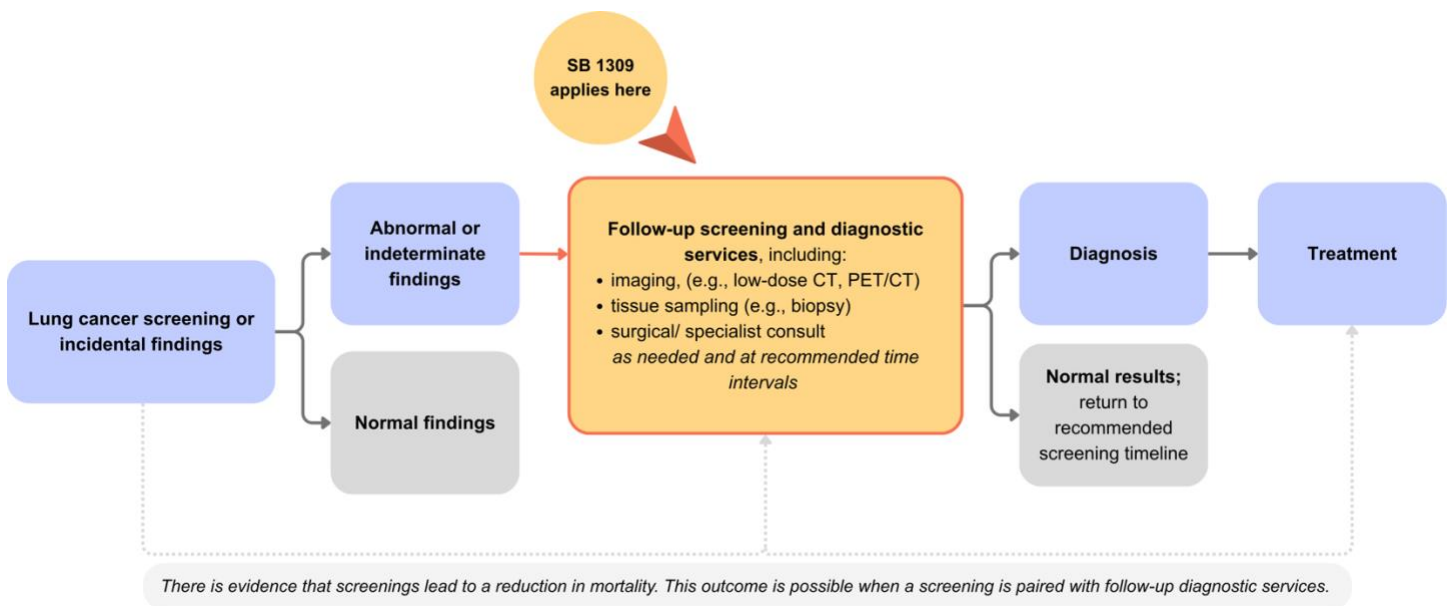 SB 1309
applies here
Lung cancer screening or
incidental findings
Abnormal or
indeterminate
findings
Normal findings
Follow-up screening and diagnostic
services, including:
• imaging, (e.g., low-dose CT, PET/CT)
• tissue sampling (e.g., biopsy)
• surgical/ specialist consult
as needed and at recommended time
intervals
Diagnosis
Normal results;
return to
recommended
screening timeline
Treatment
There is evidence that screenings lead to a reduction in mortality. This outcome is possible when a screening is paired with follow-up diagnostic services.